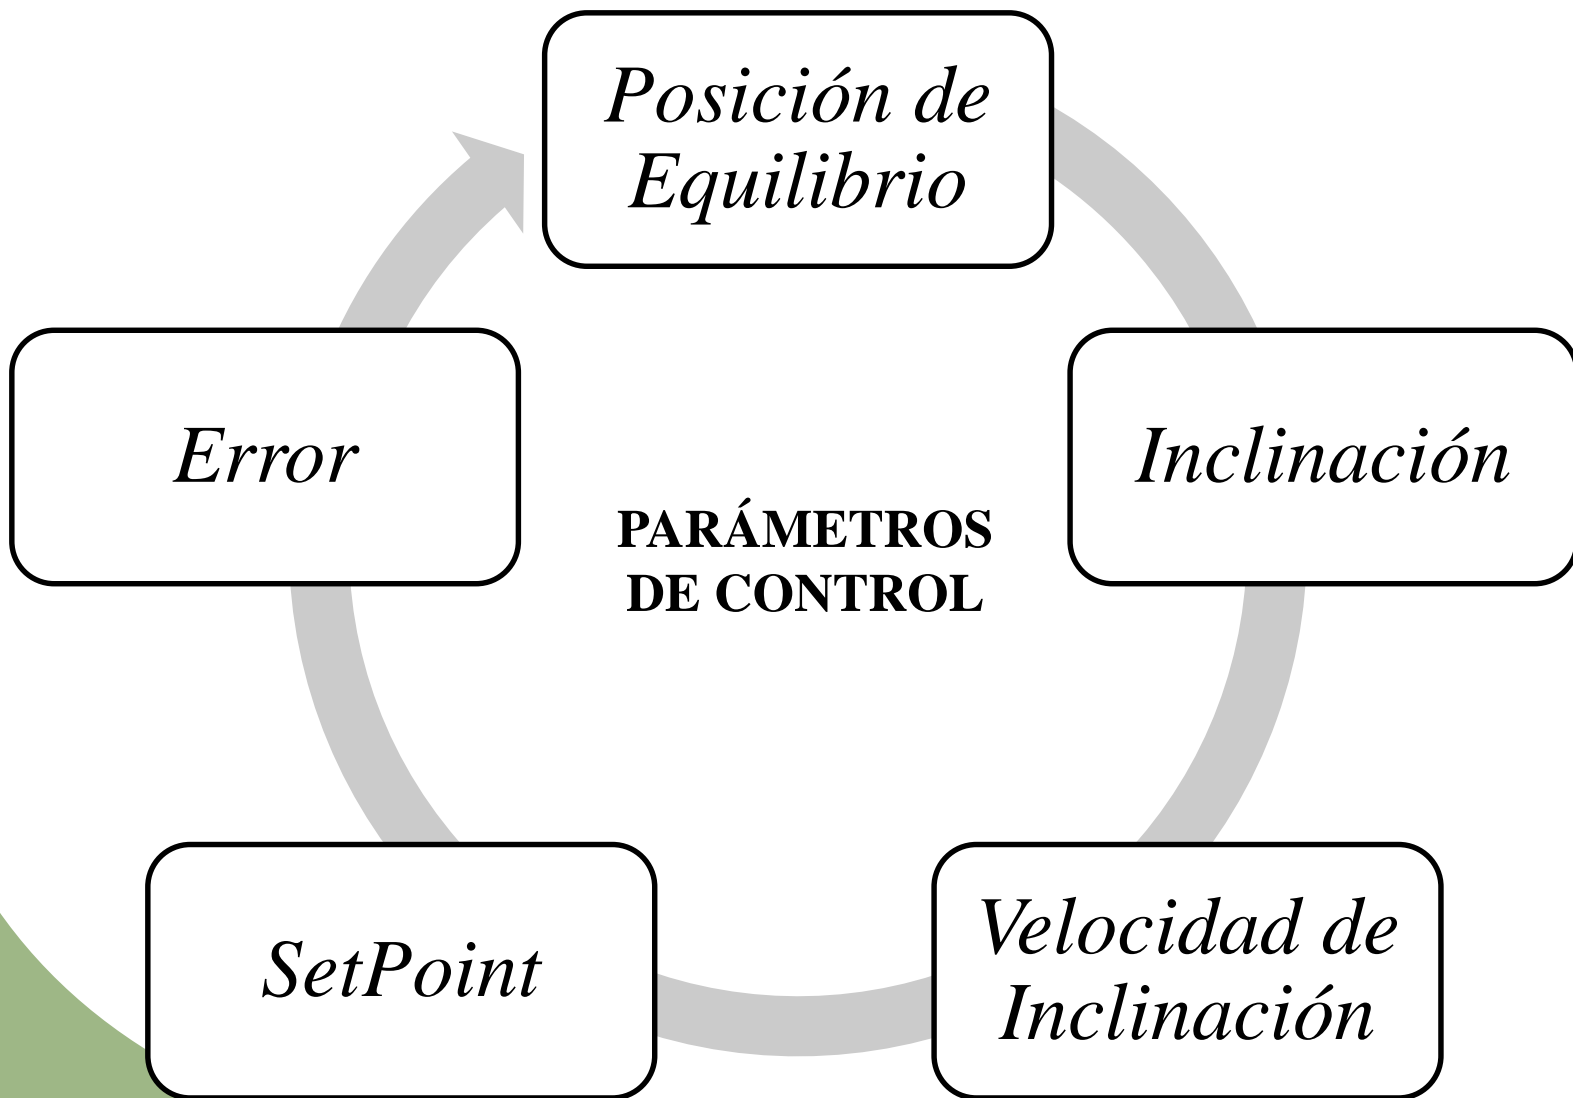 Posición de
Equilibrio
Inclinación
Velocidad de
Inclinación
SetPoint
Error
PARÁMETROS
DE CONTROL